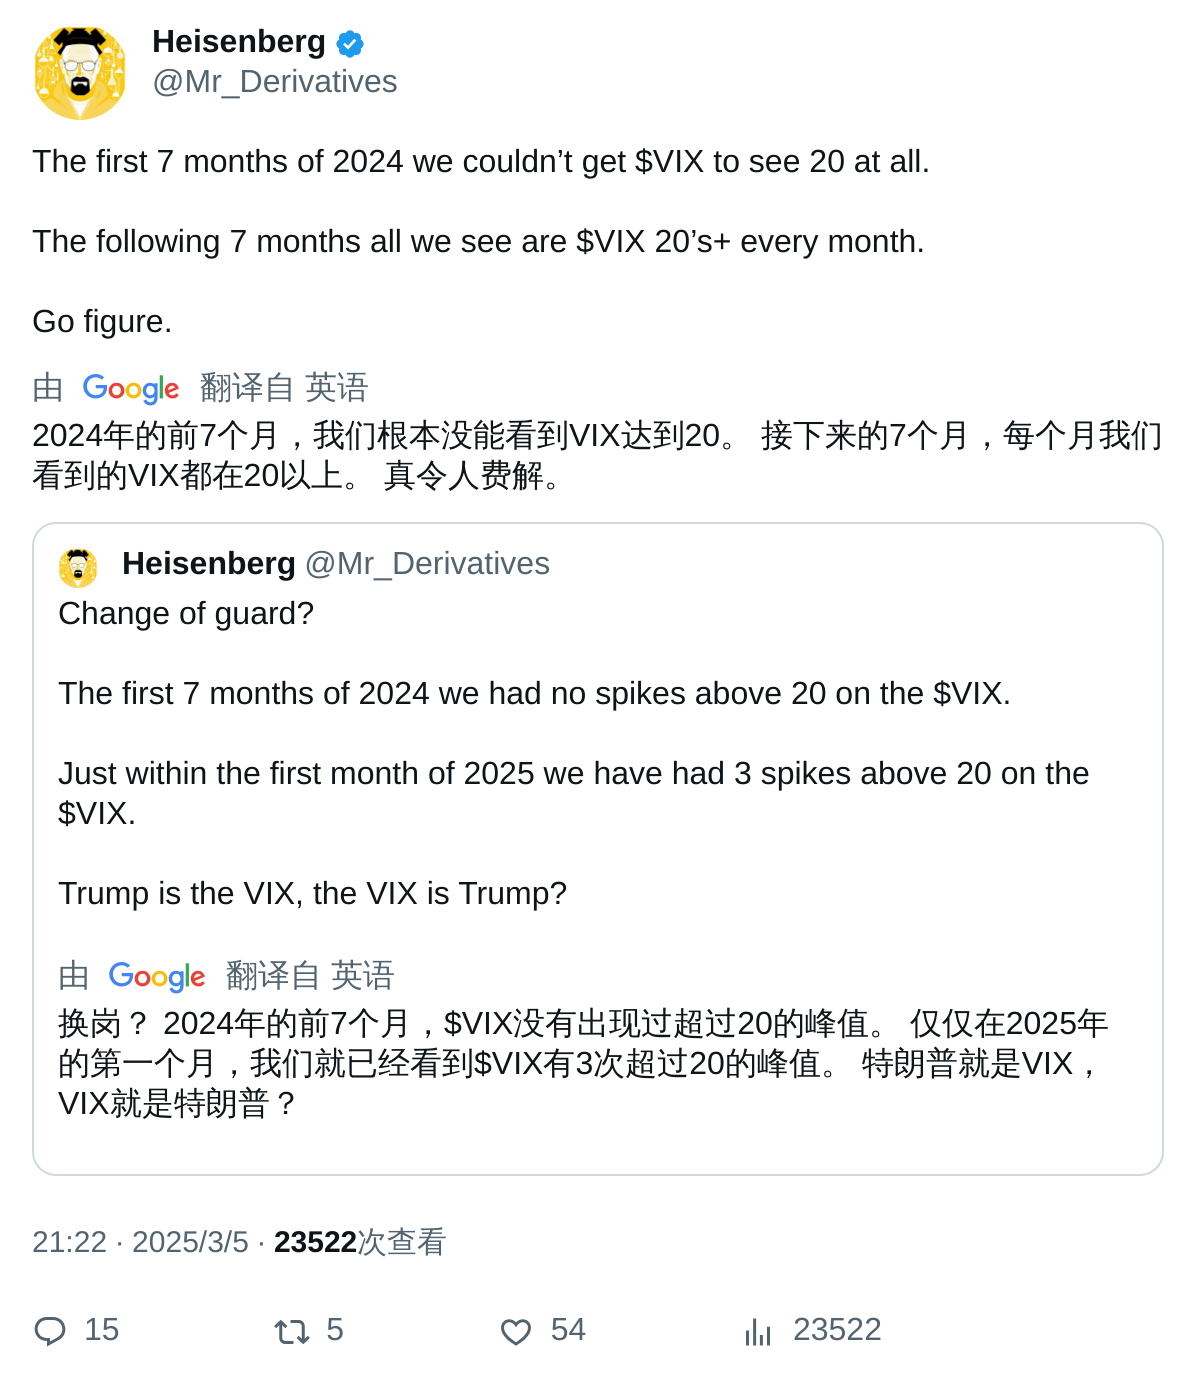 Heisenberg
@Mr_Derivatives
The first 7 months of 2024 we couldn’t get $VIX to see 20 at all.
The following 7 months all we see are $VIX 20’s+ every month.
Go figure.
由 Google 翻译自 英语
2024年的前7个月，我们根本没能看到VIX达到20。 接下来的7个月，每个月我们
看到的VIX都在20以上。 真令人费解。
Heisenberg @Mr_Derivatives
Change of guard?
The first 7 months of 2024 we had no spikes above 20 on the $VIX.
Just within the first month of 2025 we have had 3 spikes above 20 on the
$VIX.
Trump is the VIX, the VIX is Trump?
由 Google 翻译自 英语
换岗？ 2024年的前7个月，$VIX没有出现过超过20的峰值。 仅仅在2025年
的第一个月，我们就已经看到$VIX有3次超过20的峰值。 特朗普就是VIX，
VIX就是特朗普？
21:22 · 2025/3/5 · 23522次查看
15 5 54 23522